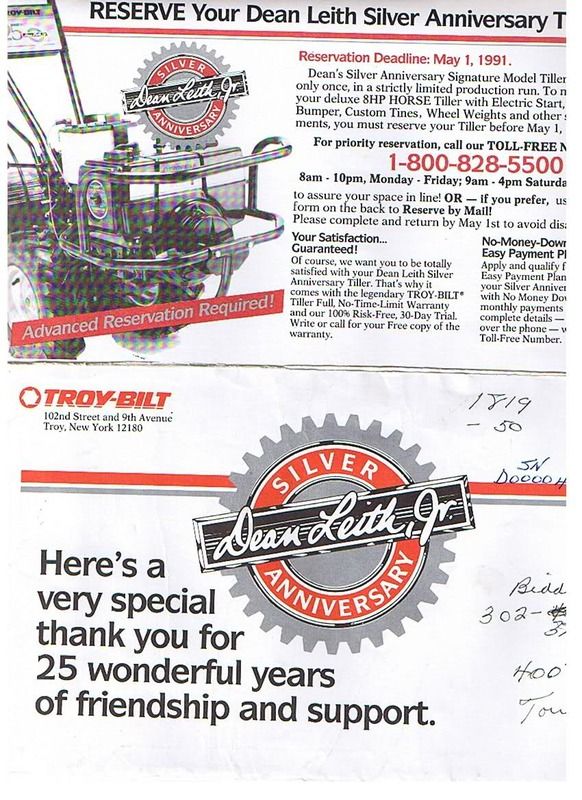 RESERVE Your Dean Leith Silver Anniversary T
TROY-BILT
SILVER
Dean Leith, Jr.
ANNIVERSARY
Reservation Deadline: May 1, 1991.
Dean's Silver Anniversary Signature Model Tiller
only once, in a strictly limited production run. To
your deluxe 8HP HORSE Tiller with Electric Start,
Bumper, Custom Tines, Wheel Weights and other
ments, you must reserve your Tiller before May 1,
For priority reservation, call our TOLL-FREE N
1-800-828-5500
8am - 10pm, Monday - Friday; 9am - 4pm Saturda
to assure your space in line! OR — if you prefer, us
form on the back to Reserve by Mail!
Please complete and return by May 1st to avoid dis
Your Satisfaction...
Guaranteed!
Of course, we want you to be totally
satisfied with your Dean Leith Silver
Anniversary Tiller. That's why it
comes with the legendary TROY-BILT®
Tiller Full, No-Time-Limit Warranty
and our 100% Risk-Free, 30-Day Trial.
Write or call for your Free copy of the
warranty.
No-Money-Down
Easy Payment Pl
Apply and qualify f
Easy Payment Plan
your Silver Anniver
with No Money Do
monthly payments
complete details —
over the phone —
Toll-Free Number.
Advanced Reservation Required!
TROY-BILT
102nd Street and 9th Avenue
Troy, New York 12180
1819
- 50
SN
D0000
SILVER
Dean Leith, Jr.
ANNIVERSARY
Here's a
very special
thank you for
25 wonderful years
of friendship and support.
Bidd
302-
400
Tow